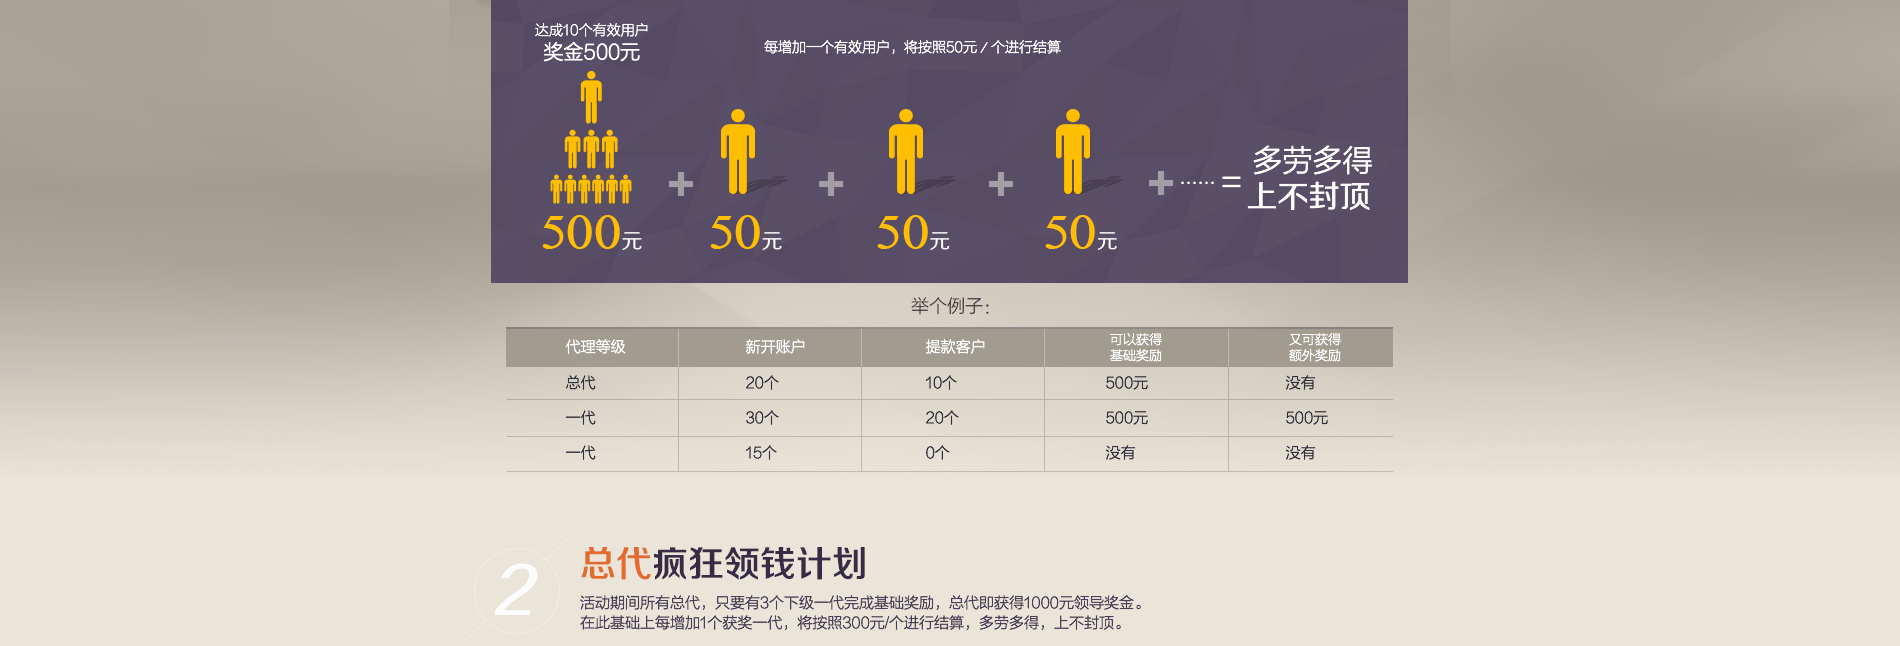 达成10个有效用户
奖金500元
每增加一个有效用户，将按照50元 / 个进行结算
500元
50元
50元
50元
······ =
多劳多得
上不封顶
举个例子：
代理等级 新开账户 提款客户 可以获得基础奖励 又可获得额外奖励
总代 20个 10个 500元 没有
一代 30个 20个 500元 500元
一代 15个 0个 没有 没有
2
总代疯狂领钱计划
活动期间所有总代，只要有3个下级一代完成基础奖励，总代即获得1000元领导奖金。
在此基础上每增加1个获奖一代，将按照300元/个进行结算，多劳多得，上不封顶。